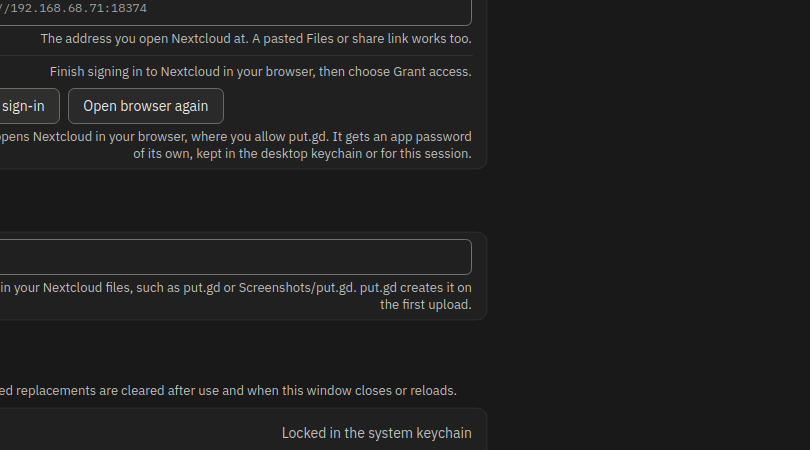 //192.168.68.71:18374
The address you open Nextcloud at. A pasted Files or share link works too.
Finish signing in to Nextcloud in your browser, then choose Grant access.
sign-in
Open browser again
opens Nextcloud in your browser, where you allow put.gd. It gets an app password
of its own, kept in the desktop keychain or for this session.
in your Nextcloud files, such as put.gd or Screenshots/put.gd. put.gd creates it on
the first upload.
ed replacements are cleared after use and when this window closes or reloads.
Locked in the system keychain